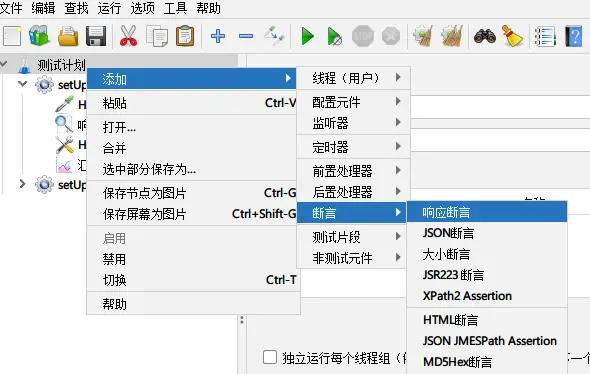 文件 编辑 查找 运行 选项 工具 帮助
测试计划
setUp
H
响
H
汇
setUp
添加
粘贴 Ctrl-V
打开...
合并
选中部分保存为...
保存节点为图片 Ctrl-G
保存屏幕为图片 Ctrl+Shift-G
启用
禁用
切换 Ctrl-T
帮助
线程（用户）
配置元件
监听器
定时器
前置处理器
后置处理器
断言
测试片段
非测试元件
响应断言
JSON断言
大小断言
JSR223 断言
XPath2 Assertion
HTML断言
JSON JMESPath Assertion
MD5Hex断言
独立运行每个线程组（
下一个